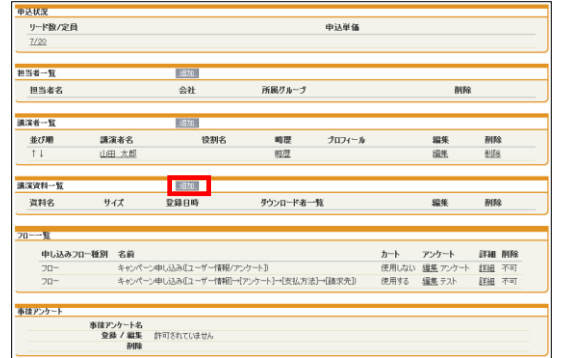 申込状況
リード数/定員 申込単価
7/20
担当者一覧 追加
担当者名 会社 所属グループ 削除
講演者一覧 追加
並び順 講演者名 役割名 略歴 プロフィール 編集 削除
↑↓ 山田 太郎 略歴 編集 削除
講演資料一覧 追加
資料名 サイズ 登録日時 ダウンロード者一覧 編集 削除
フロー一覧
申し込みフロー種別 名前 カート アンケート 詳細 削除
フロー キャンペーン申し込み([ユーザー情報/アンケート]) 使用しない 編集 アンケート 詳細 不可
フロー キャンペーン申し込み([ユーザー情報]→[アンケート]→[支払方法]→[請求先]) 使用する 編集 テスト 詳細 不可
事後アンケート
事後アンケート名
登録 / 編集 許可されていません
削除